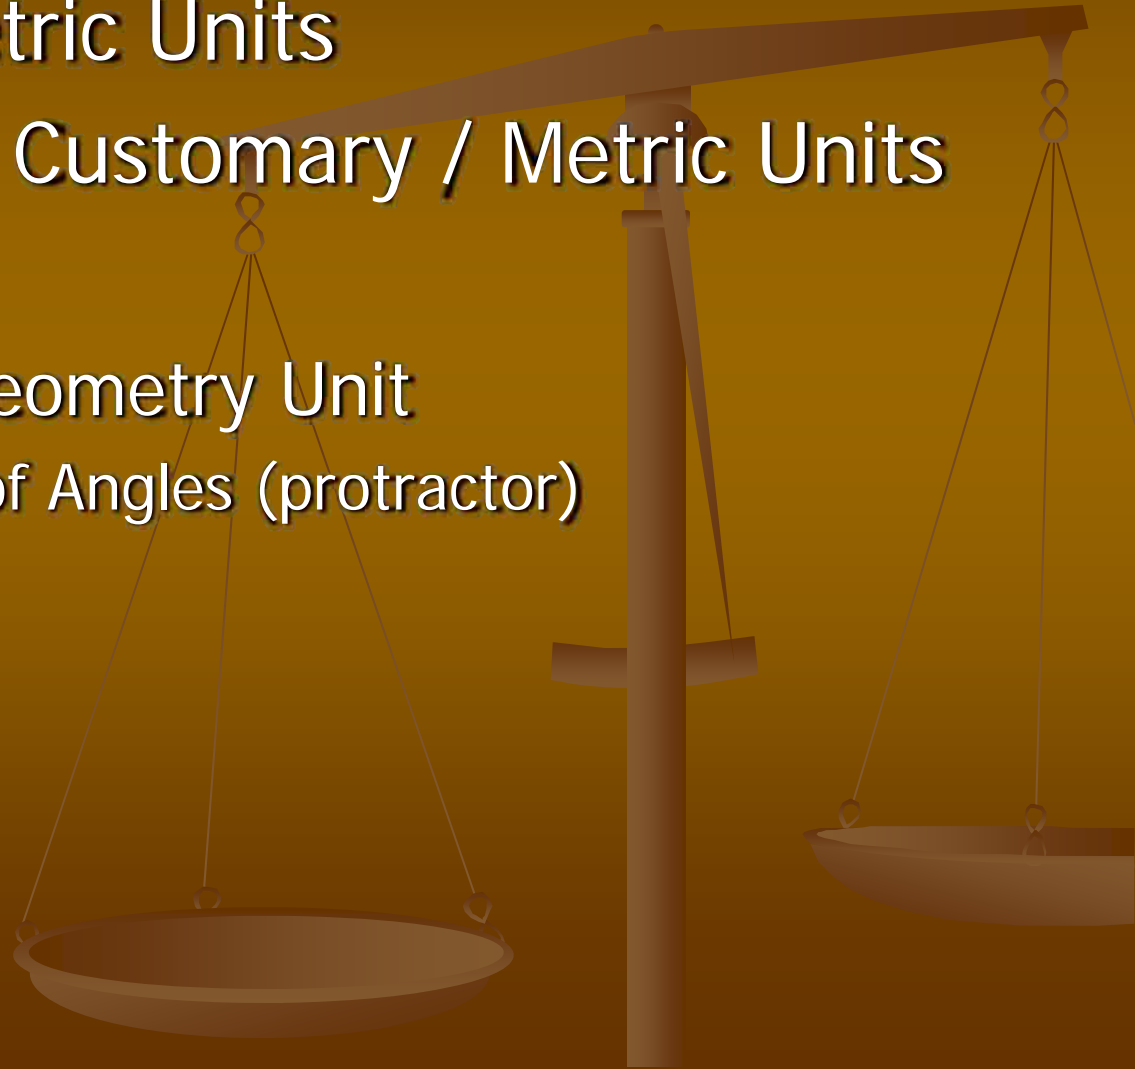 tric Units
Customary / Metric Units
eometry Unit
of Angles (protractor)